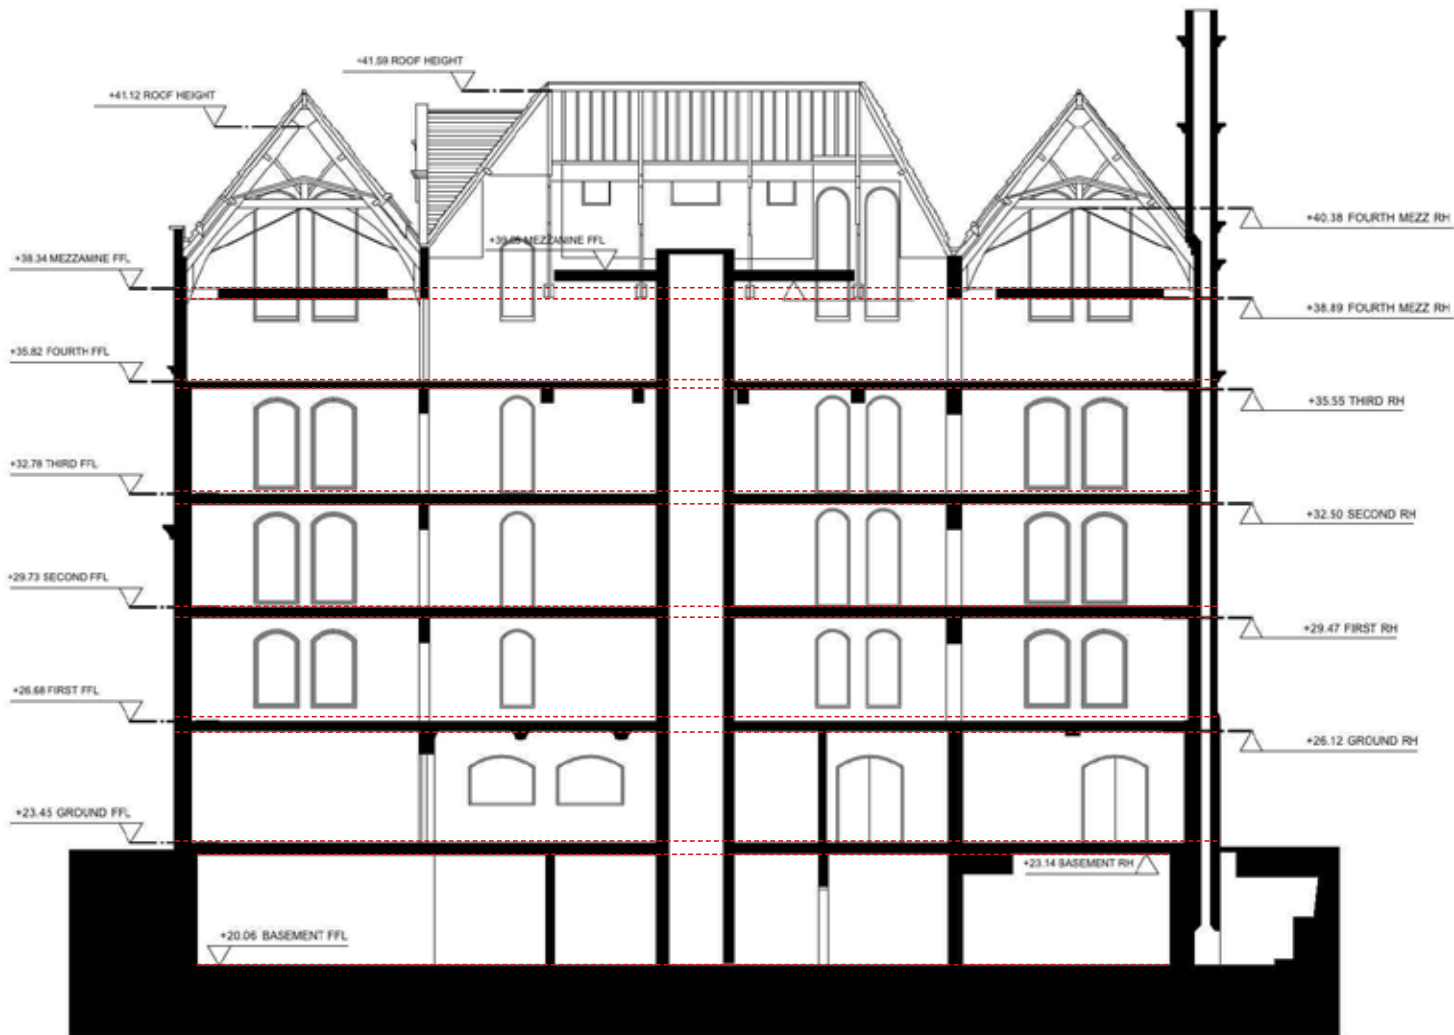 +41.59 ROOF HEIGHT
+41.12 ROOF HEIGHT
+40.38 FOURTH MEZZ RH
+39.05 MEZZANINE FFL
+38.34 MEZZANINE FFL
+38.89 FOURTH MEZZ RH
+35.82 FOURTH FFL
+35.55 THIRD RH
+32.78 THIRD FFL
+32.50 SECOND RH
+29.73 SECOND FFL
+29.47 FIRST RH
+26.68 FIRST FFL
+26.12 GROUND RH
+23.45 GROUND FFL
+23.14 BASEMENT RH
+20.06 BASEMENT FFL